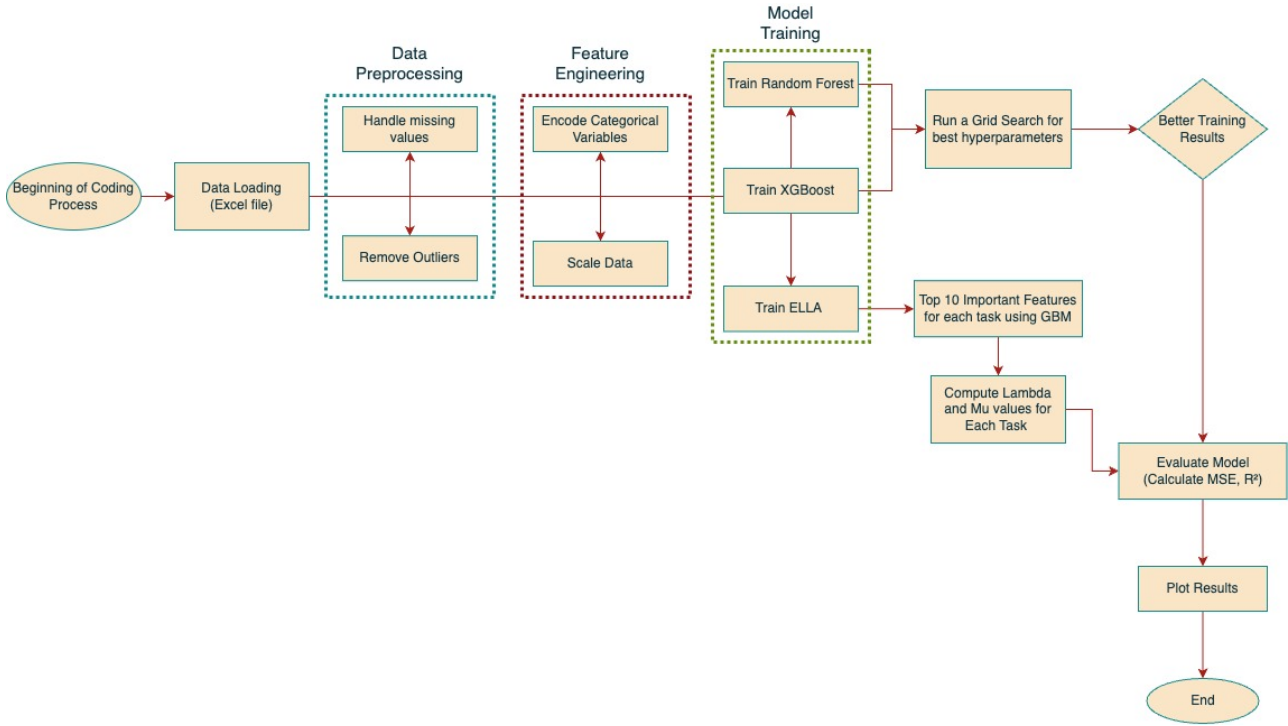 Model
Training
Data
Preprocessing
Feature
Engineering
Train Random Forest
Handle missing
values
Encode Categorical
Variables
Run a Grid Search for
best hyperparameters
Better Training
Results
Beginning of Coding
Process
Data Loading
(Excel file)
Train XGBoost
Remove Outliers
Scale Data
Train ELLA
Top 10 Important Features
for each task using GBM
Compute Lambda
and Mu values for
Each Task
Evaluate Model
(Calculate MSE, R²)
Plot Results
End